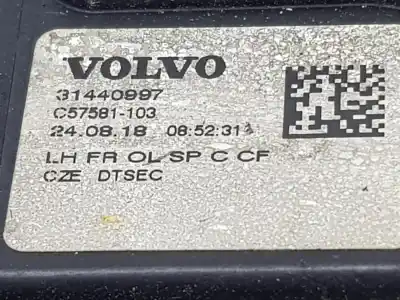 VOLVO
31440997
C57581-103
24.08.18 08:52:31
LH FR OL SP C CF
CZE DTSEC